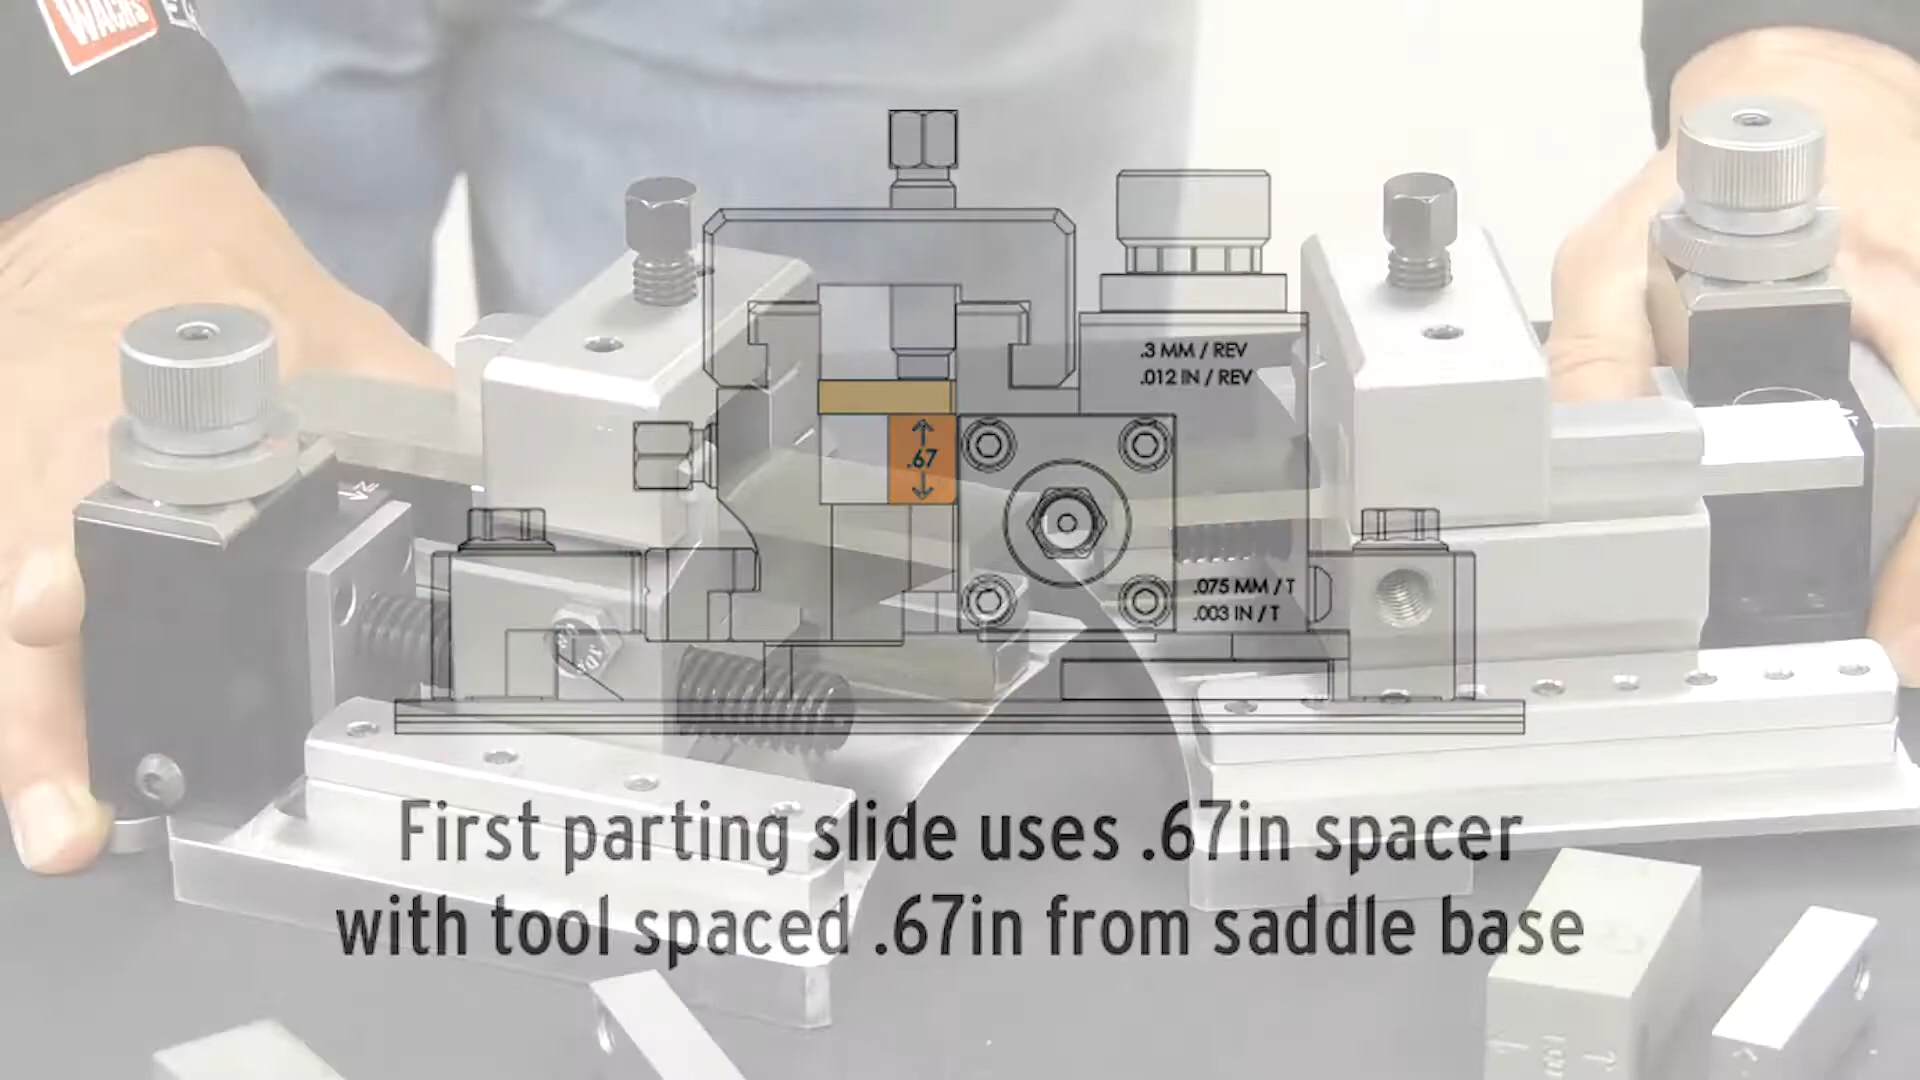 WACHS
.3 MM / REV
.012 IN / REV
.67
.075 MM / T
.003 IN / T
First parting slide uses .67in spacer
with tool spaced .67in from saddle base